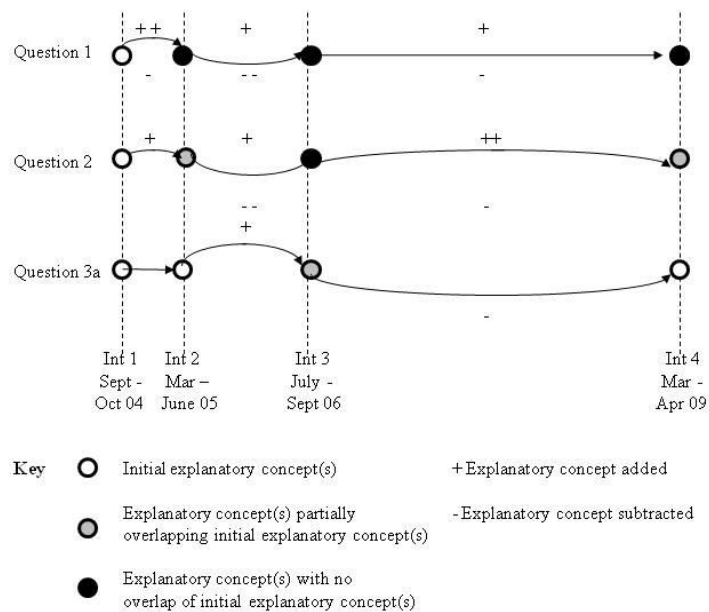 ++ + +
Question 1
- -- -
+ + ++
Question 2
-- -
+
Question 3a
-
Int 1 Int 2 Int 3 Int 4
Sept - Mar – July - Mar -
Oct 04 June 05 Sept 06 Apr 09
Key Initial explanatory concept(s) +Explanatory concept added
Explanatory concept(s) partially -Explanatory concept subtracted
overlapping initial explanatory concept(s)
Explanatory concept(s) with no
overlap of initial explanatory concept(s)